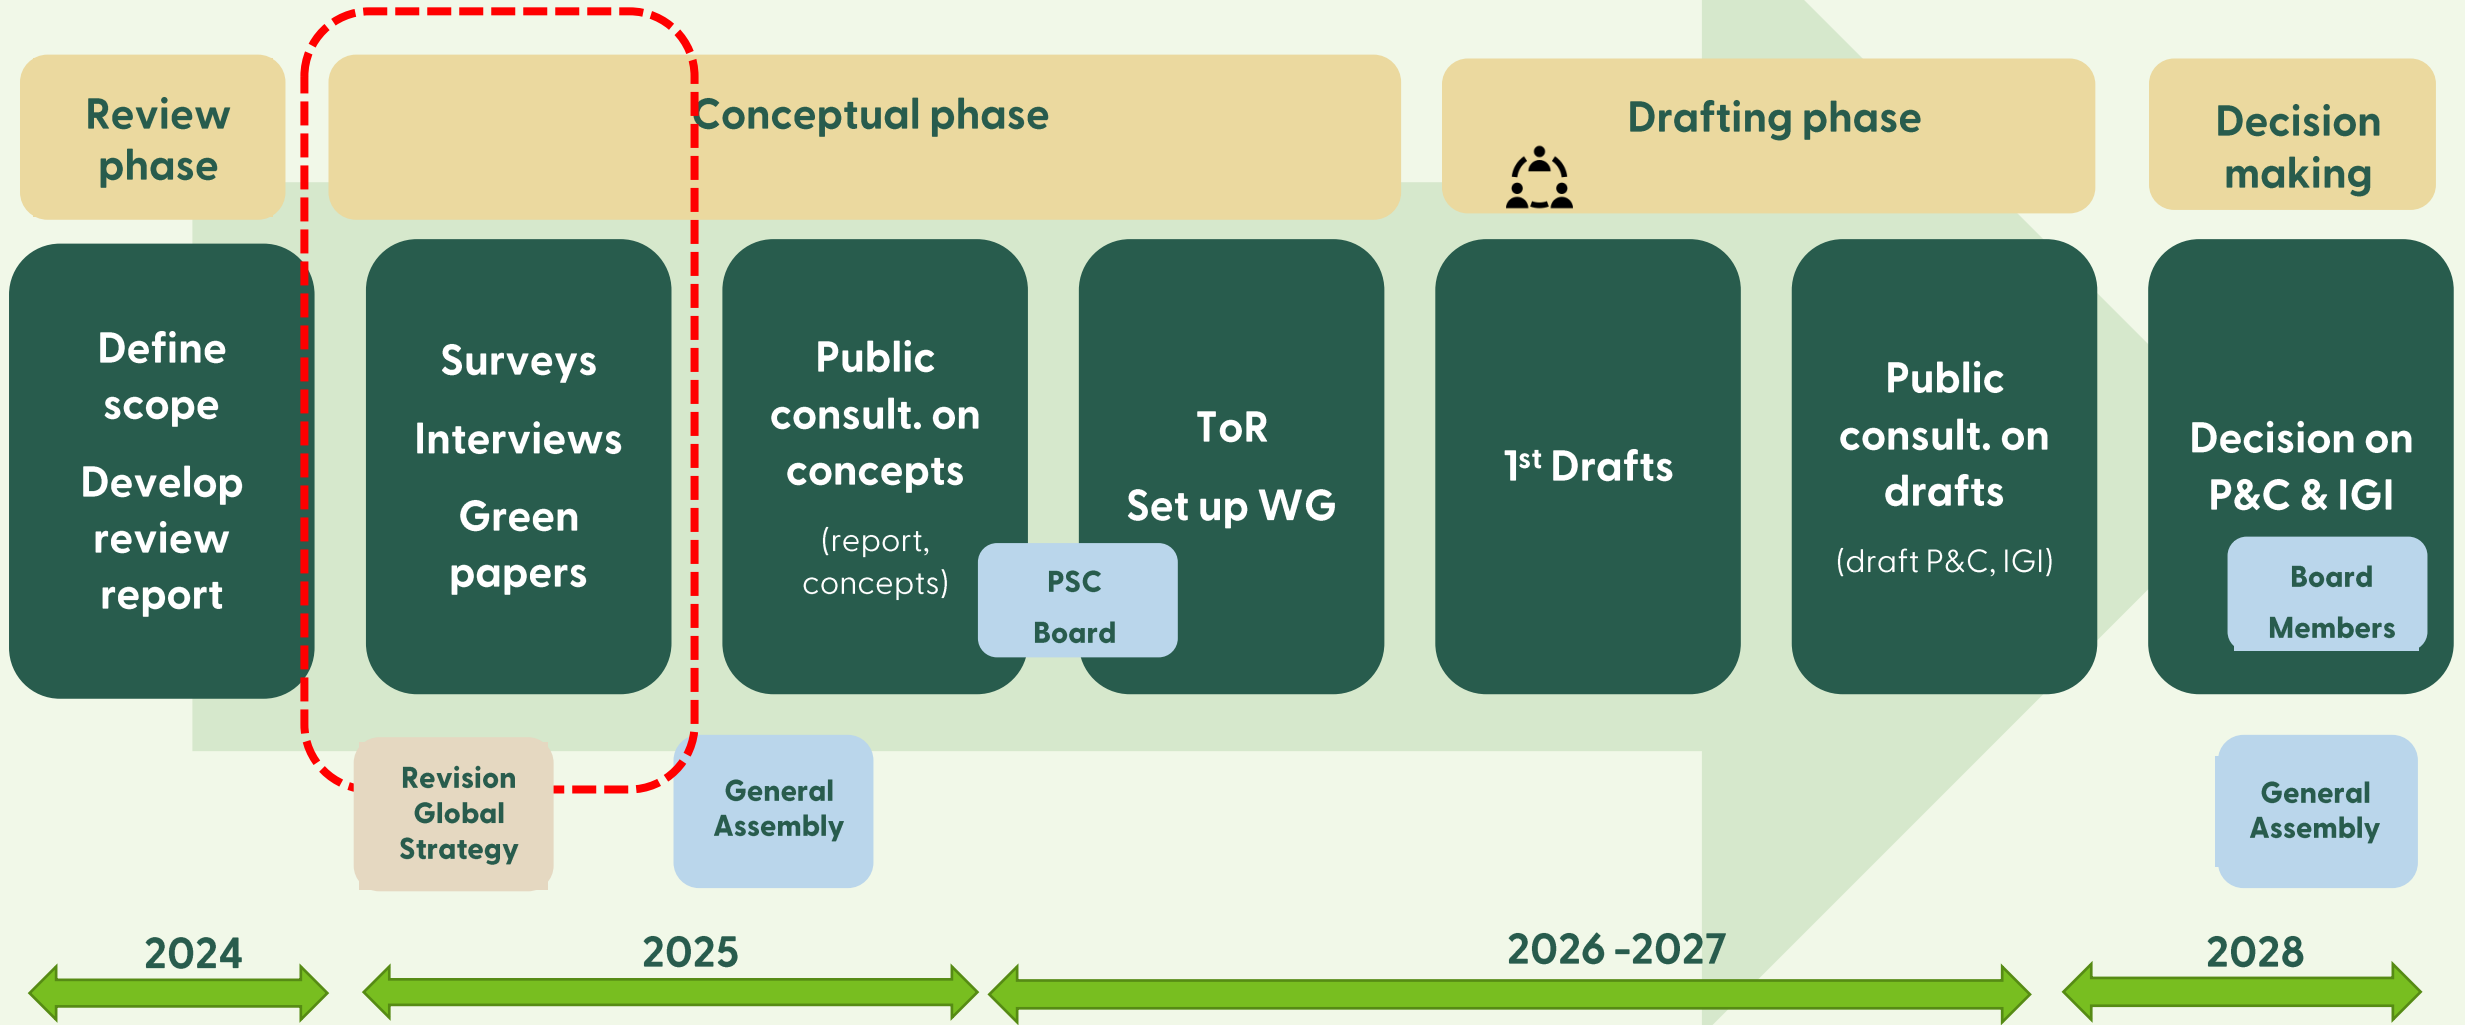 Review
phase
Conceptual phase
Drafting phase
Decision
making
Define
scope
Develop
review
report
Surveys
Interviews
Green
papers
Public
consult. on
concepts
(report,
concepts)
PSC
Board
ToR
Set up WG
1st Drafts
Public
consult. on
drafts
(draft P&C, IGI)
Decision on
P&C & IGI
Board
Members
Revision
Global
Strategy
General
Assembly
General
Assembly
2024
2025
2026 -2027
2028